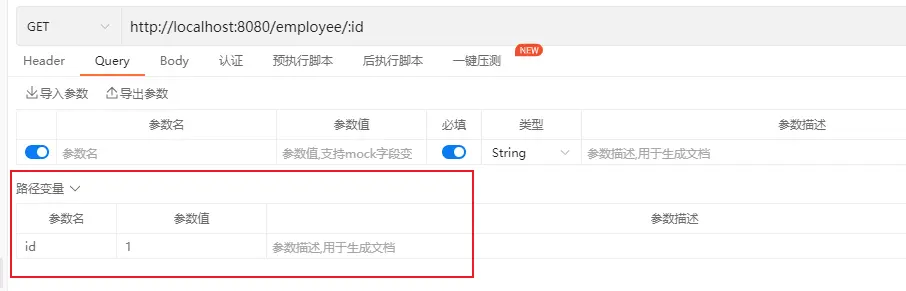 GET http://localhost:8080/employee/:id
Header Query Body 认证 预执行脚本 后执行脚本 一键压测 NEW
导入参数 导出参数
参数名 参数值 必填 类型 参数描述
参数名 参数值,支持mock字段变 String 参数描述,用于生成文档
路径变量
参数名 参数值 参数描述
id 1 参数描述,用于生成文档